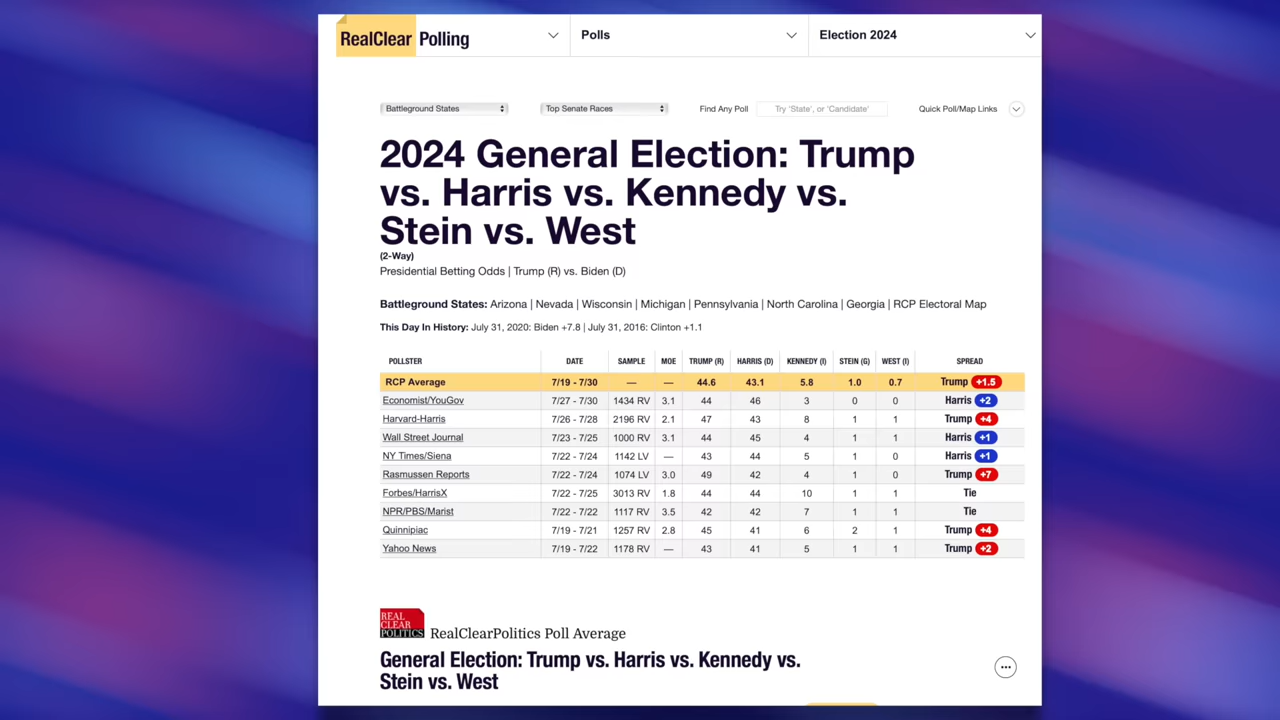 RealClear Polling
Polls
Election 2024
Battleground States
Top Senate Races
Find Any Poll
Try 'State', or 'Candidate'
Quick Poll/Map Links
2024 General Election: Trump
vs. Harris vs. Kennedy vs.
Stein vs. West
(2-Way)
Presidential Betting Odds | Trump (R) vs. Biden (D)
Battleground States: Arizona | Nevada | Wisconsin | Michigan | Pennsylvania | North Carolina | Georgia | RCP Electoral Map
This Day In History: July 31, 2020: Biden +7.8 | July 31, 2016: Clinton +1.1
POLLSTER DATE SAMPLE MOE TRUMP (R) HARRIS (D) KENNEDY (I) STEIN (G) WEST (I) SPREAD
RCP Average 7/19 - 7/30 — — 44.6 43.1 5.8 1.0 0.7 Trump +1.5
Economist/YouGov 7/27 - 7/30 1434 RV 3.1 44 46 3 0 0 Harris +2
Harvard-Harris 7/26 - 7/28 2196 RV 2.1 47 43 8 1 1 Trump +4
Wall Street Journal 7/23 - 7/25 1000 RV 3.1 44 45 4 1 1 Harris +1
NY Times/Siena 7/22 - 7/24 1142 LV — 43 44 5 1 0 Harris +1
Rasmussen Reports 7/22 - 7/24 1074 LV 3.0 49 42 4 1 0 Trump +7
Forbes/HarrisX 7/22 - 7/25 3013 RV 1.8 44 44 10 1 1 Tie
NPR/PBS/Marist 7/22 - 7/22 1117 RV 3.5 42 42 7 1 1 Tie
Quinnipiac 7/19 - 7/21 1257 RV 2.8 45 41 6 2 1 Trump +4
Yahoo News 7/19 - 7/22 1178 RV — 43 41 5 1 1 Trump +2
REAL
CLEAR
POLITICS
RealClearPolitics Poll Average
General Election: Trump vs. Harris vs. Kennedy vs.
Stein vs. West